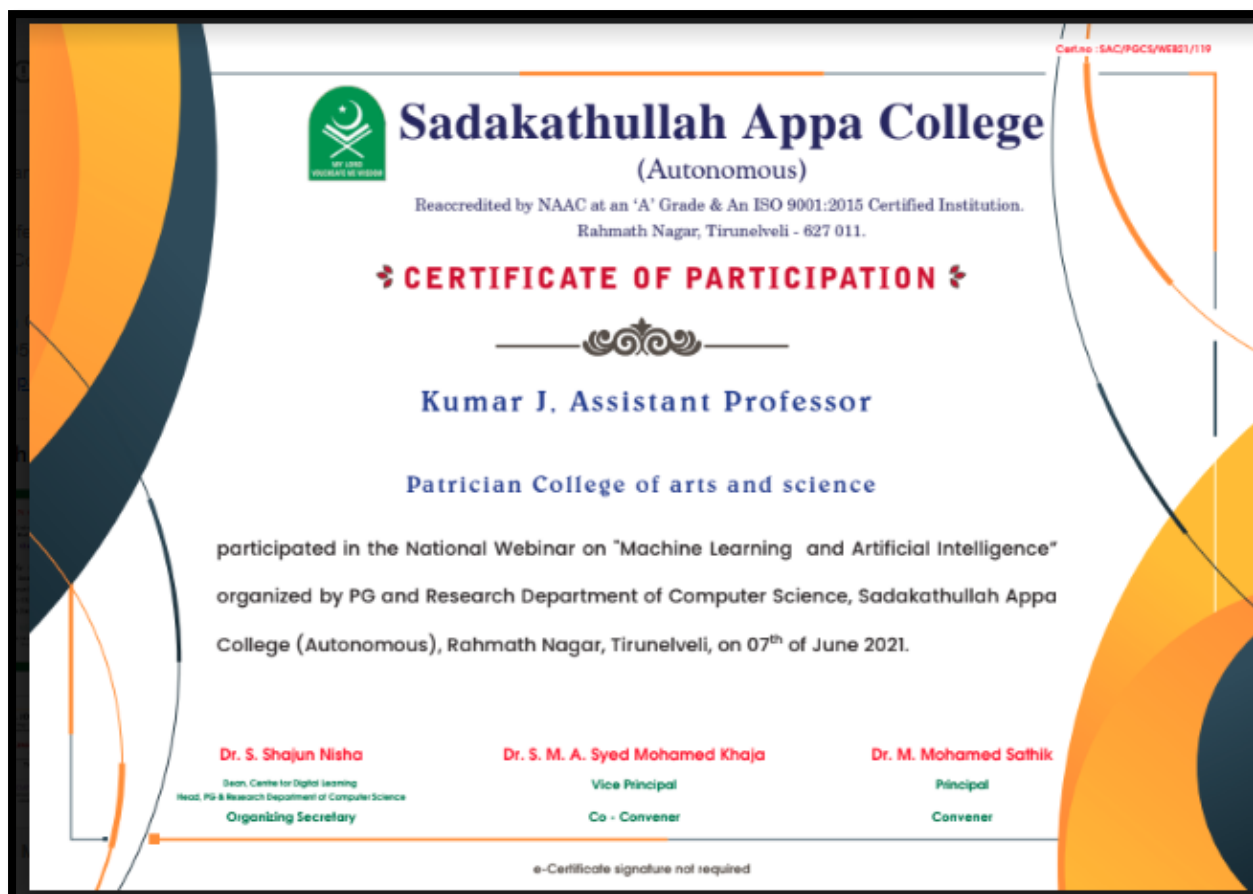 Cert.no : SAC/PGCS/WEB21/119
Sadakathullah Appa College
(Autonomous)
Reaccredited by NAAC at an ‘A’ Grade & An ISO 9001:2015 Certified Institution.
Rahmath Nagar, Tirunelveli - 627 011.
MY LORD
CERTIFICATE OF PARTICIPATION
Kumar J, Assistant Professor
Patrician College of arts and science
participated in the National Webinar on "Machine Learning and Artificial Intelligence”
organized by PG and Research Department of Computer Science, Sadakathullah Appa
College (Autonomous), Rahmath Nagar, Tirunelveli, on 07th of June 2021.
Dr. S. Shajun Nisha
Dean, Centre for Digital Learning
Head, PG & Research Department of Computer Science
Organizing Secretary
Dr. S. M. A. Syed Mohamed Khaja
Vice Principal
Co - Convener
Dr. M. Mohamed Sathik
Principal
Convener
e-Certificate signature not required